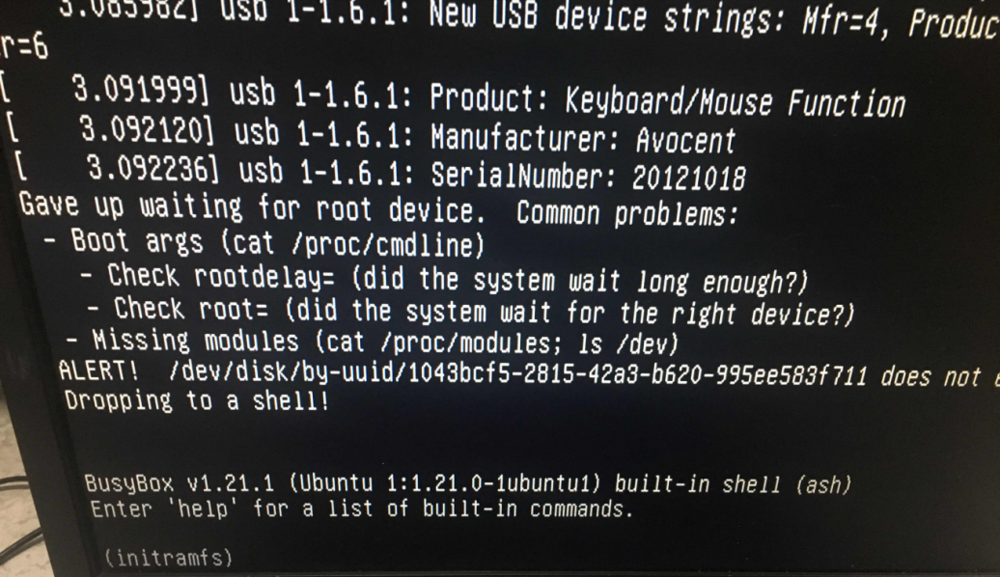 3.085982] usb 1-1.6.1: New USB device strings: Mfr=4, Produc
r=6
[ 3.091999] usb 1-1.6.1: Product: Keyboard/Mouse Function
[ 3.092120] usb 1-1.6.1: Manufacturer: Avocent
[ 3.092236] usb 1-1.6.1: SerialNumber: 20121018
Gave up waiting for root device. Common problems:
- Boot args (cat /proc/cmdline)
- Check rootdelay= (did the system wait long enough?)
- Check root= (did the system wait for the right device?)
- Missing modules (cat /proc/modules; ls /dev)
ALERT! /dev/disk/by-uuid/1043bcf5-2815-42a3-b620-995ee583f711 does not
Dropping to a shell!
BusyBox v1.21.1 (Ubuntu 1:1.21.0-1ubuntu1) built-in shell (ash)
Enter 'help' for a list of built-in commands.
(initramfs)